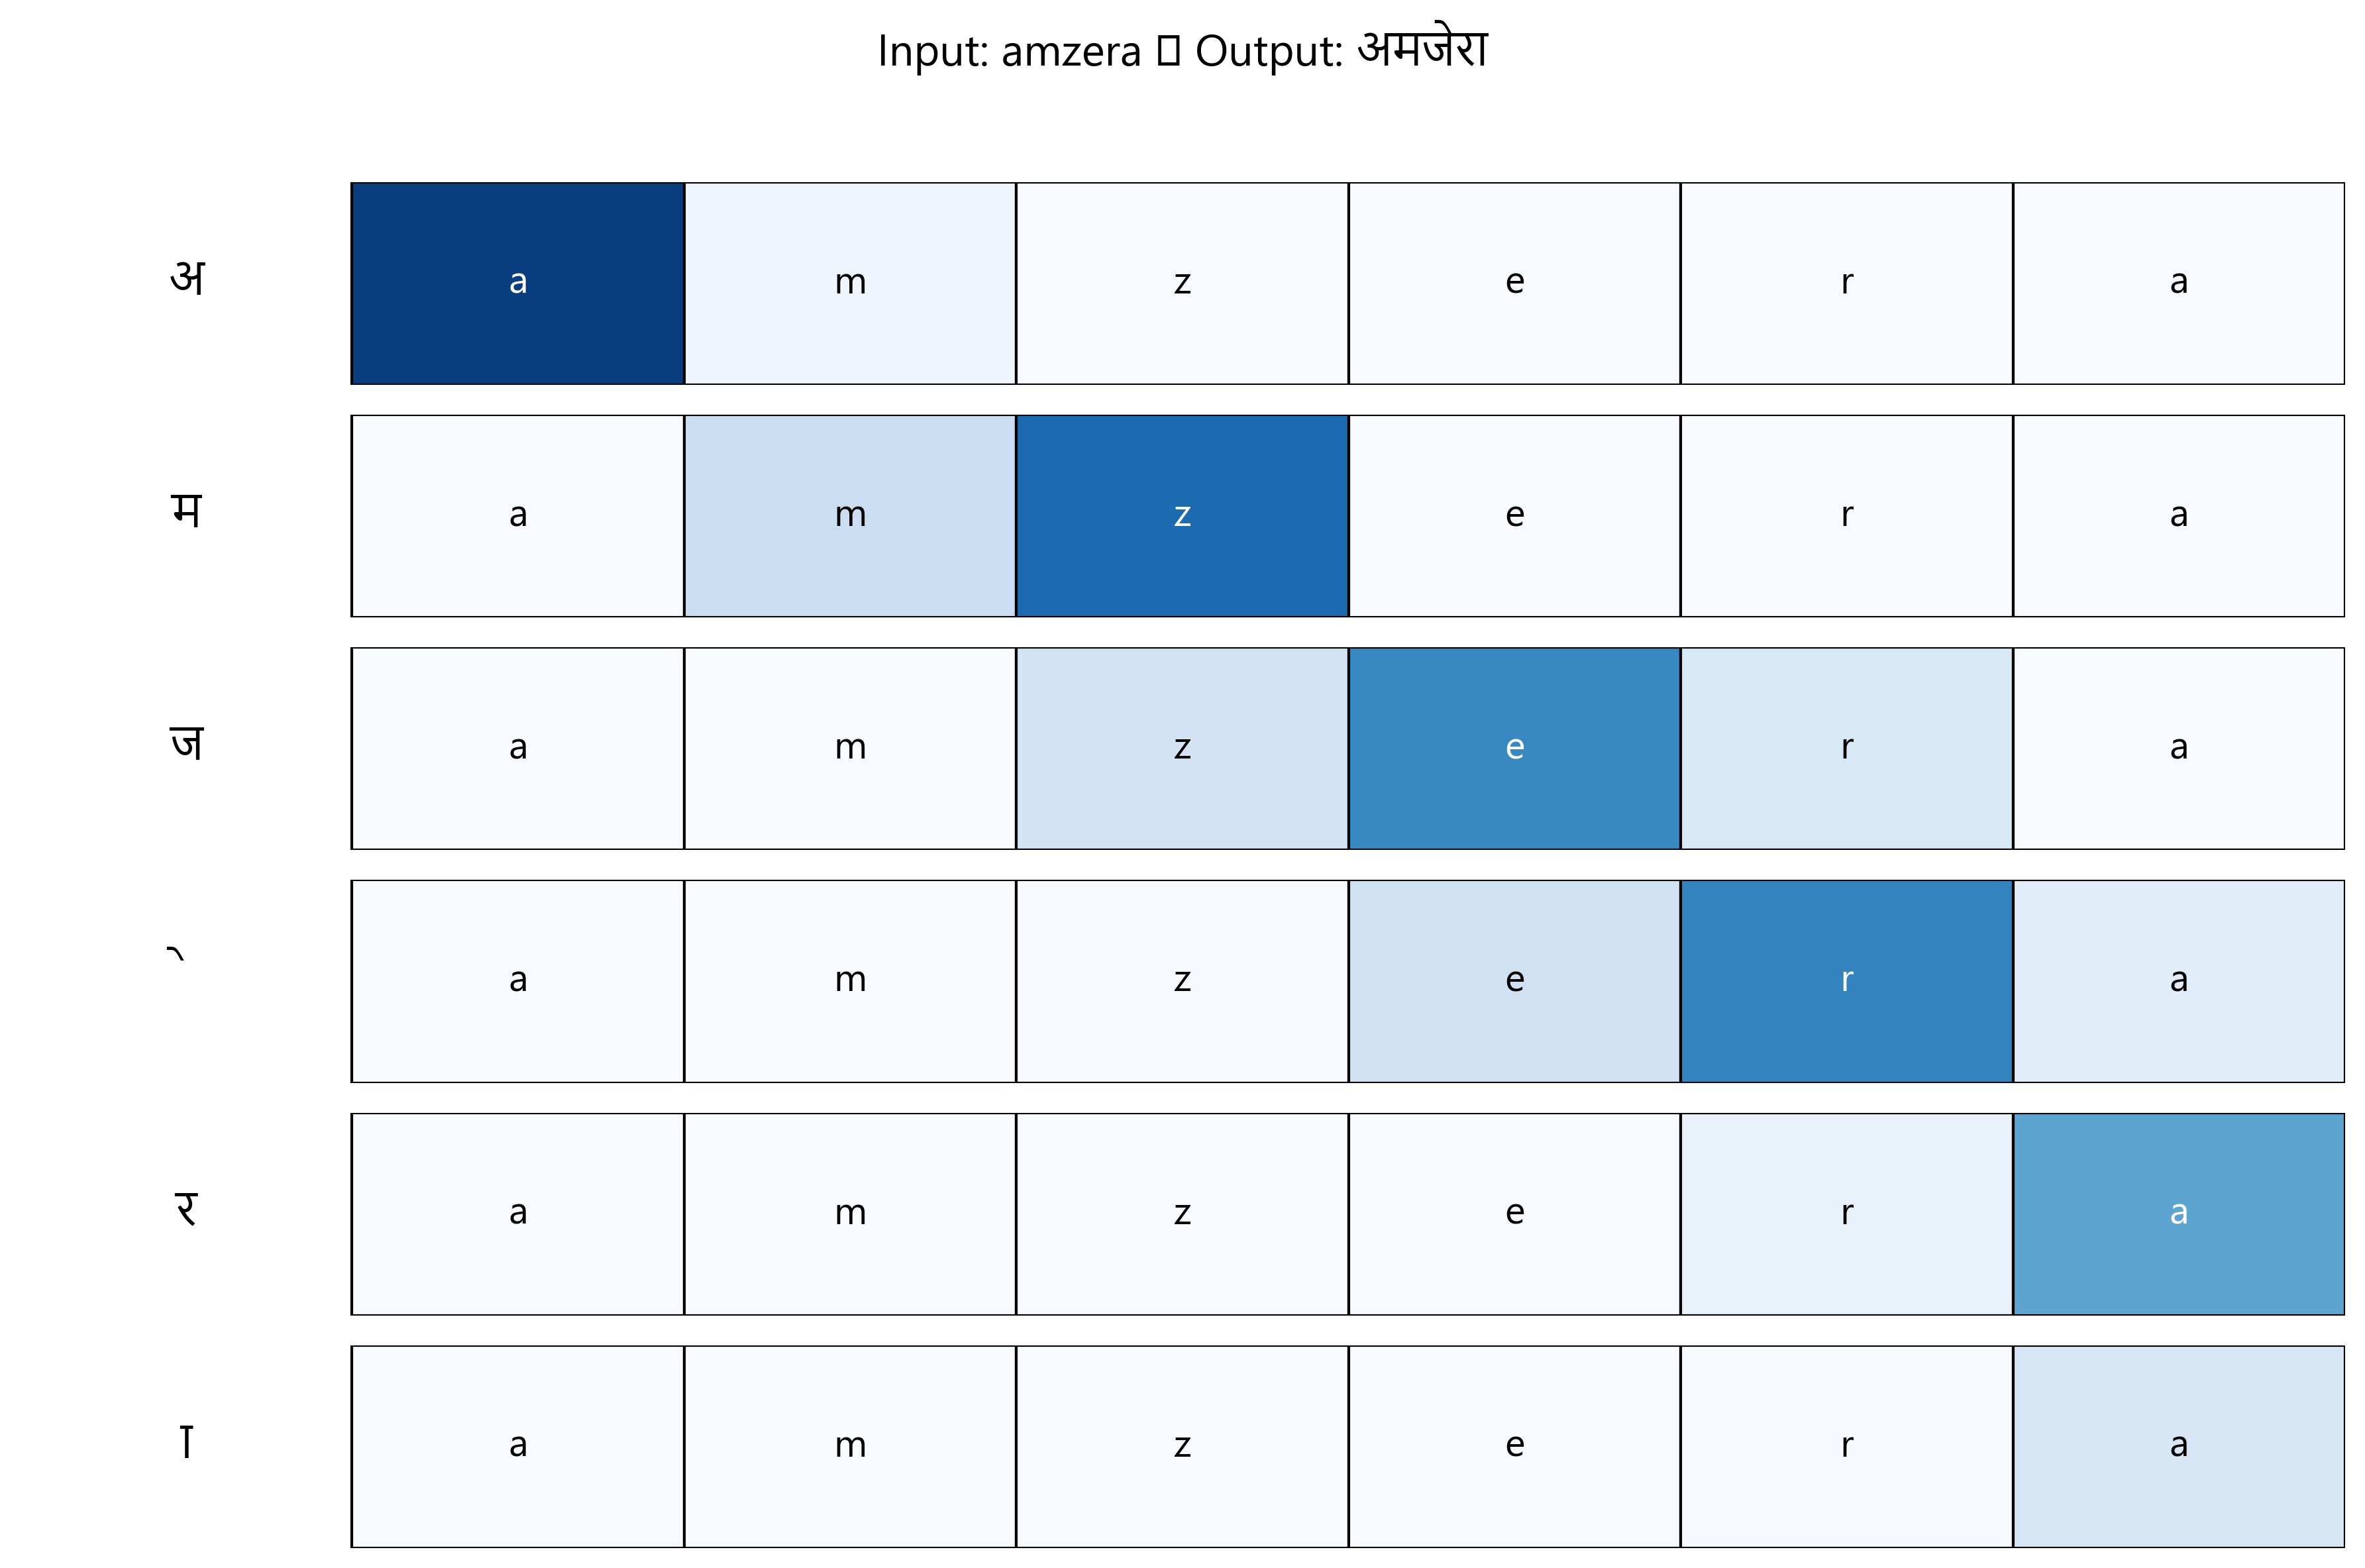 Input: amzera □ Output: अमजेरा
अ a m z e r a
म a m z e r a
ज a m z e r a
े a m z e r a
र a m z e r a
ा a m z e r a